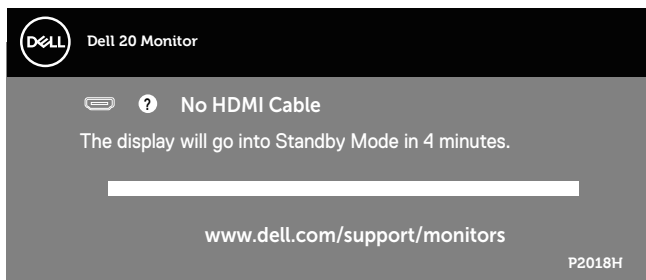 DELL
Dell 20 Monitor
? No HDMI Cable
The display will go into Standby Mode in 4 minutes.
www.dell.com/support/monitors
P2018H